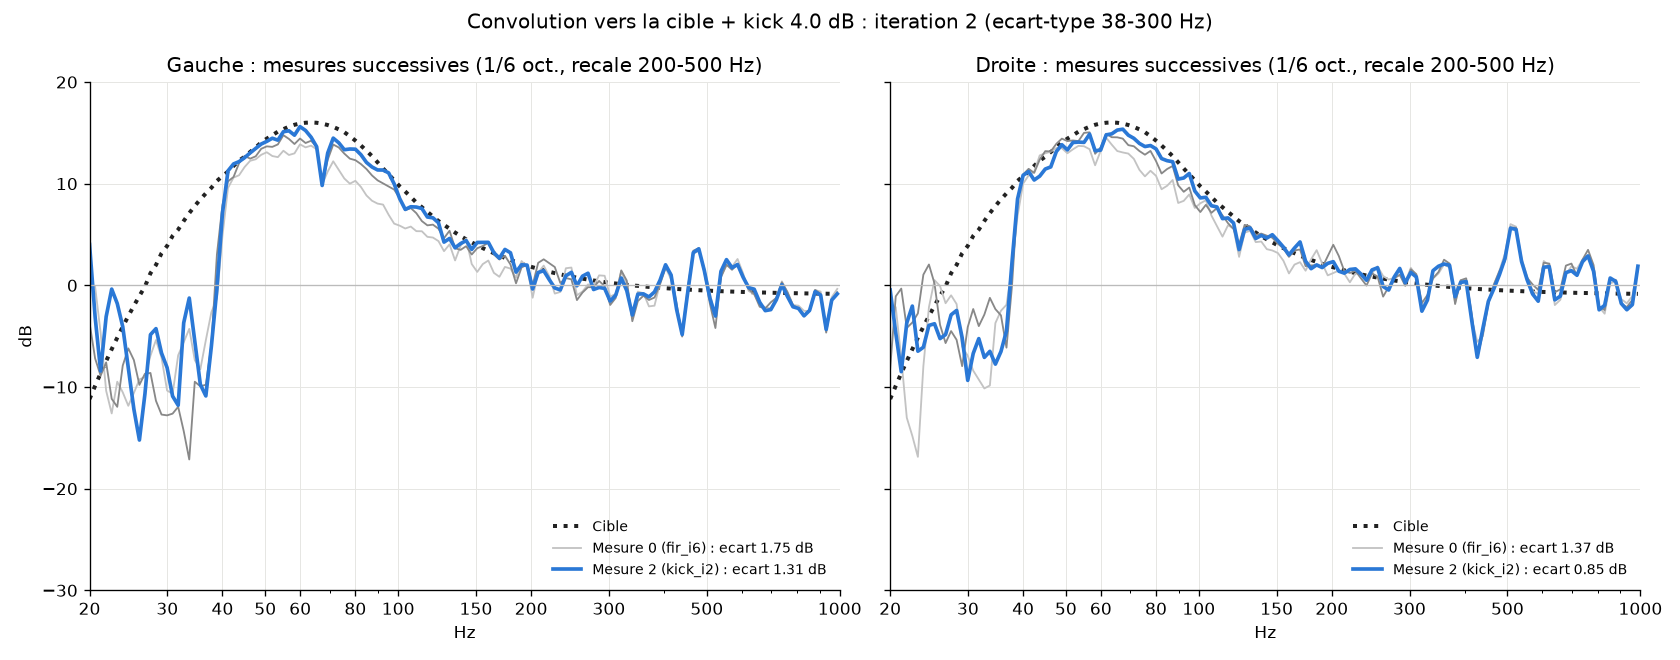 Convolution vers la cible + kick 4.0 dB : iteration 2 (ecart-type 38-300 Hz)
Gauche : mesures successives (1/6 oct., recale 200-500 Hz)
Droite : mesures successives (1/6 oct., recale 200-500 Hz)
20
10
0
−10
−20
−30
dB
Cible
Mesure 0 (fir_i6) : ecart 1.75 dB
Mesure 2 (kick_i2) : ecart 1.31 dB
Cible
Mesure 0 (fir_i6) : ecart 1.37 dB
Mesure 2 (kick_i2) : ecart 0.85 dB
20 30 40 50 60 80 100 150 200 300 500 1000
20 30 40 50 60 80 100 150 200 300 500 1000
Hz
Hz